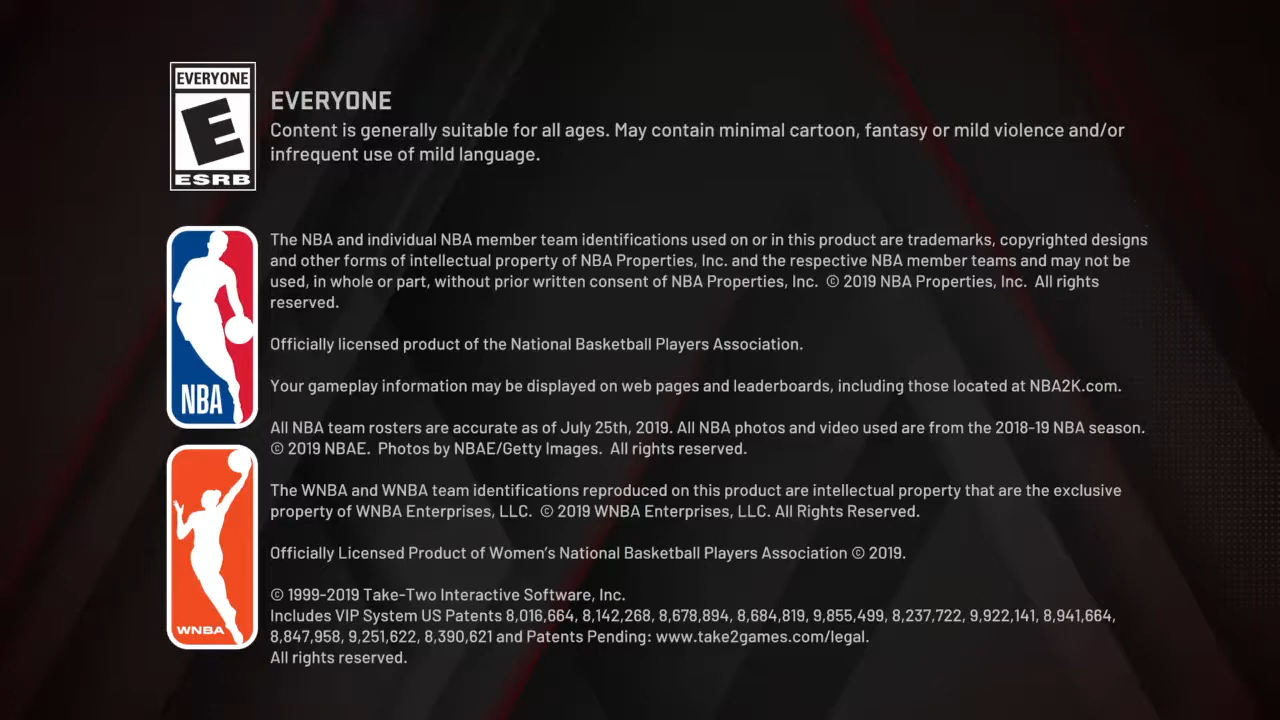 EVERYONE
E
ESRB
EVERYONE
Content is generally suitable for all ages. May contain minimal cartoon, fantasy or mild violence and/or
infrequent use of mild language.
The NBA and individual NBA member team identifications used on or in this product are trademarks, copyrighted designs
and other forms of intellectual property of NBA Properties, Inc. and the respective NBA member teams and may not be
used, in whole or part, without prior written consent of NBA Properties, Inc.  © 2019 NBA Properties, Inc.  All rights
reserved.
Officially licensed product of the National Basketball Players Association.
Your gameplay information may be displayed on web pages and leaderboards, including those located at NBA2K.com.
NBA
All NBA team rosters are accurate as of July 25th, 2019. All NBA photos and video used are from the 2018-19 NBA season.
© 2019 NBAE.  Photos by NBAE/Getty Images.  All rights reserved.
The WNBA and WNBA team identifications reproduced on this product are intellectual property that are the exclusive
property of WNBA Enterprises, LLC.  © 2019 WNBA Enterprises, LLC. All Rights Reserved.
Officially Licensed Product of Women's National Basketball Players Association © 2019.
© 1999-2019 Take-Two Interactive Software, Inc.
Includes VIP System US Patents 8,016,664, 8,142,268, 8,678,894, 8,684,819, 9,855,499, 8,237,722, 9,922,141, 8,941,664,
8,847,958, 9,251,622, 8,390,621 and Patents Pending: www.take2games.com/legal.
All rights reserved.
WNBA